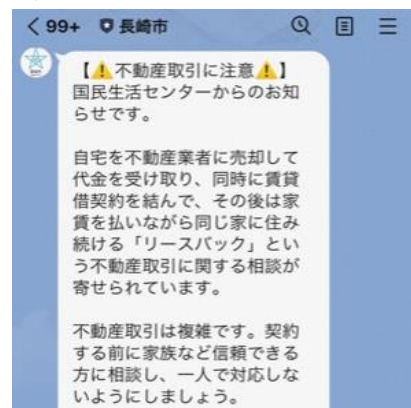 99+ 長崎市
【⚠️不動産取引に注意⚠️】
国民生活センターからのお知
らせです。
自宅を不動産業者に売却して
代金を受け取り、同時に賃貸
借契約を結んで、その後は家
賃を払いながら同じ家に住み
続ける「リースバック」とい
う不動産取引に関する相談が
寄せられています。
不動産取引は複雑です。契約
する前に家族など信頼できる
方に相談し、一人で対応しな
いようにしましょう。